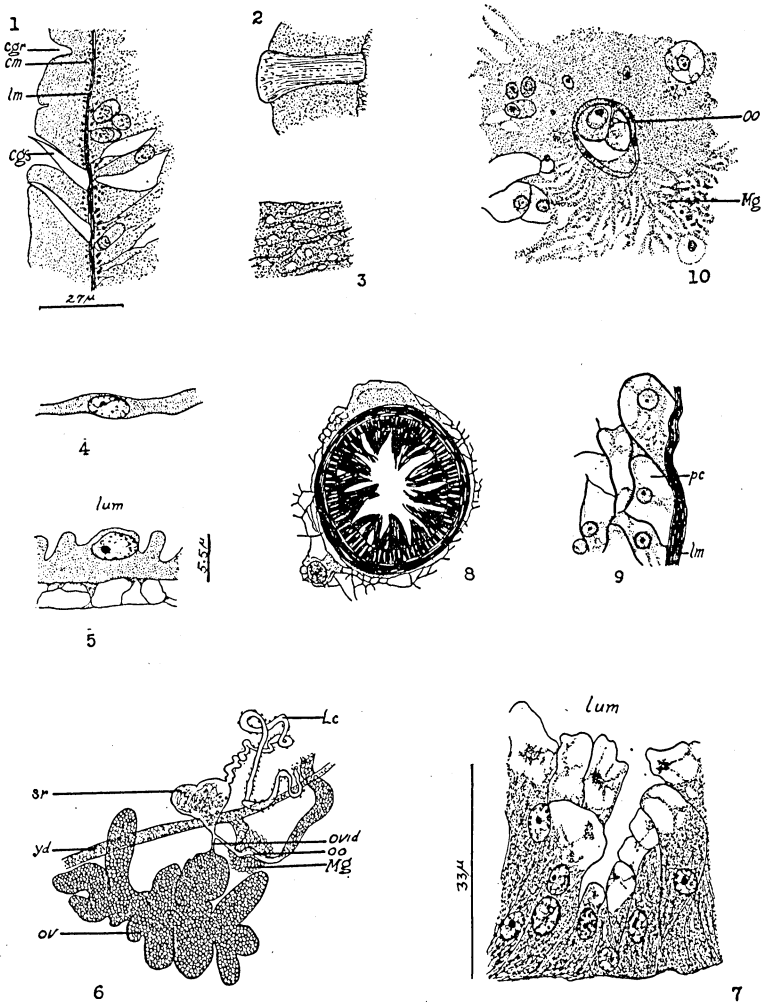 1
cgr
cm
lm
cgs
27μ
2
3
10
oo
Mg
4
lum
5.5μ
5
8
pc
lm
9
Lc
sr
ovid
oo
Mg
yd
ov
6
lum
33μ
7